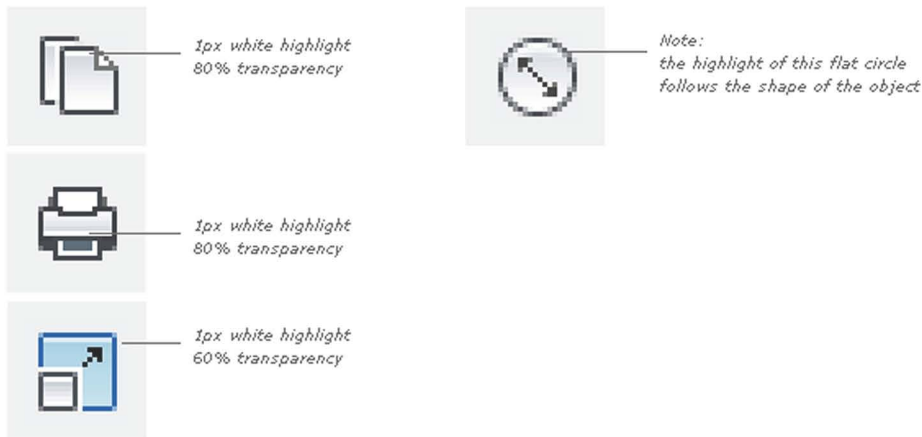 1px white highlight
80% transparency
Note:
the highlight of this flat circle
follows the shape of the object
1px white highlight
80% transparency
1px white highlight
60% transparency